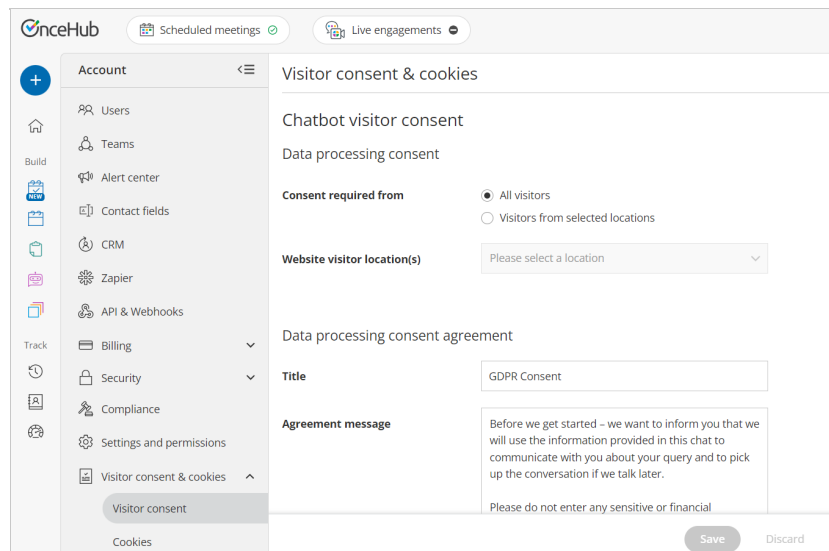 OnceHub
Scheduled meetings
Live engagements
Account
Users
Teams
Alert center
Contact fields
CRM
Zapier
API & Webhooks
Billing
Security
Compliance
Settings and permissions
Visitor consent & cookies
Visitor consent
Cookies
Build
NEW
Track
Visitor consent & cookies
Chatbot visitor consent
Data processing consent
Consent required from
All visitors
Visitors from selected locations
Website visitor location(s)
Please select a location
Data processing consent agreement
Title
GDPR Consent
Agreement message
Before we get started – we want to inform you that we
will use the information provided in this chat to
communicate with you about your query and to pick
up the conversation if we talk later.
Please do not enter any sensitive or financial
Save
Discard